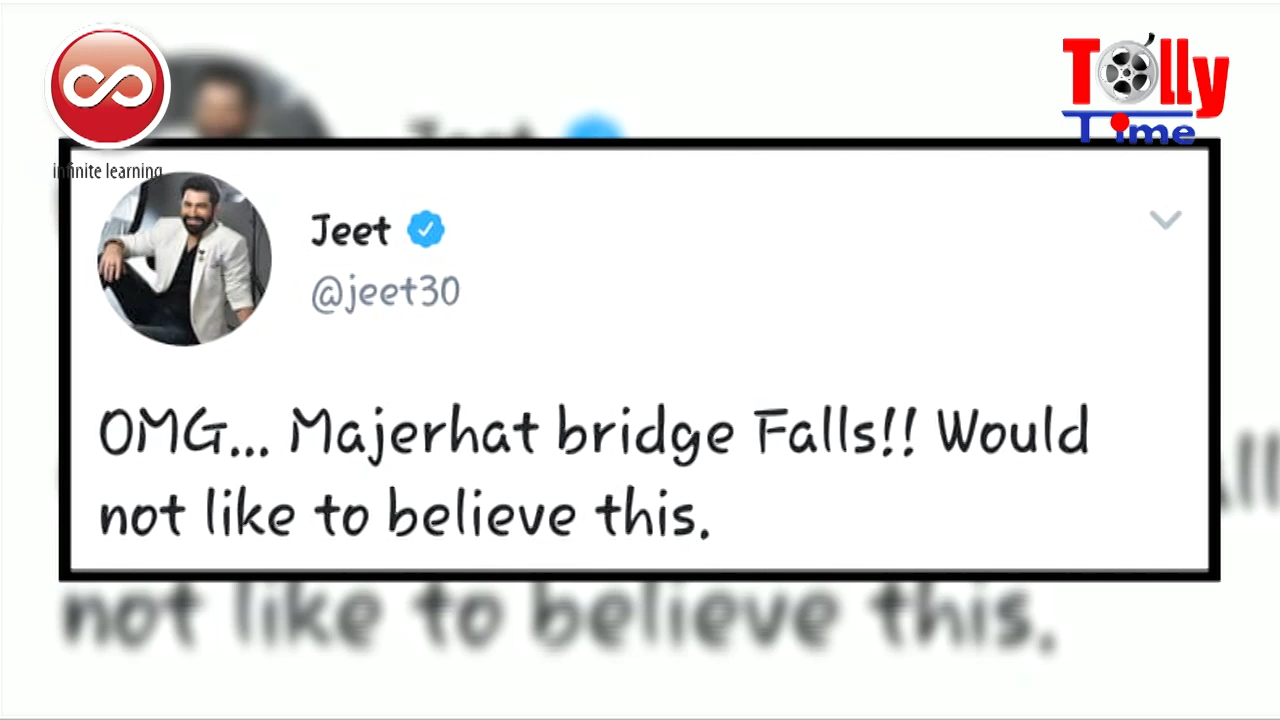 infinite learning
Tolly
Time
Jeet
@jeet30
OMG... Majerhat bridge Falls!! Would
not like to believe this.
not like to believe this.